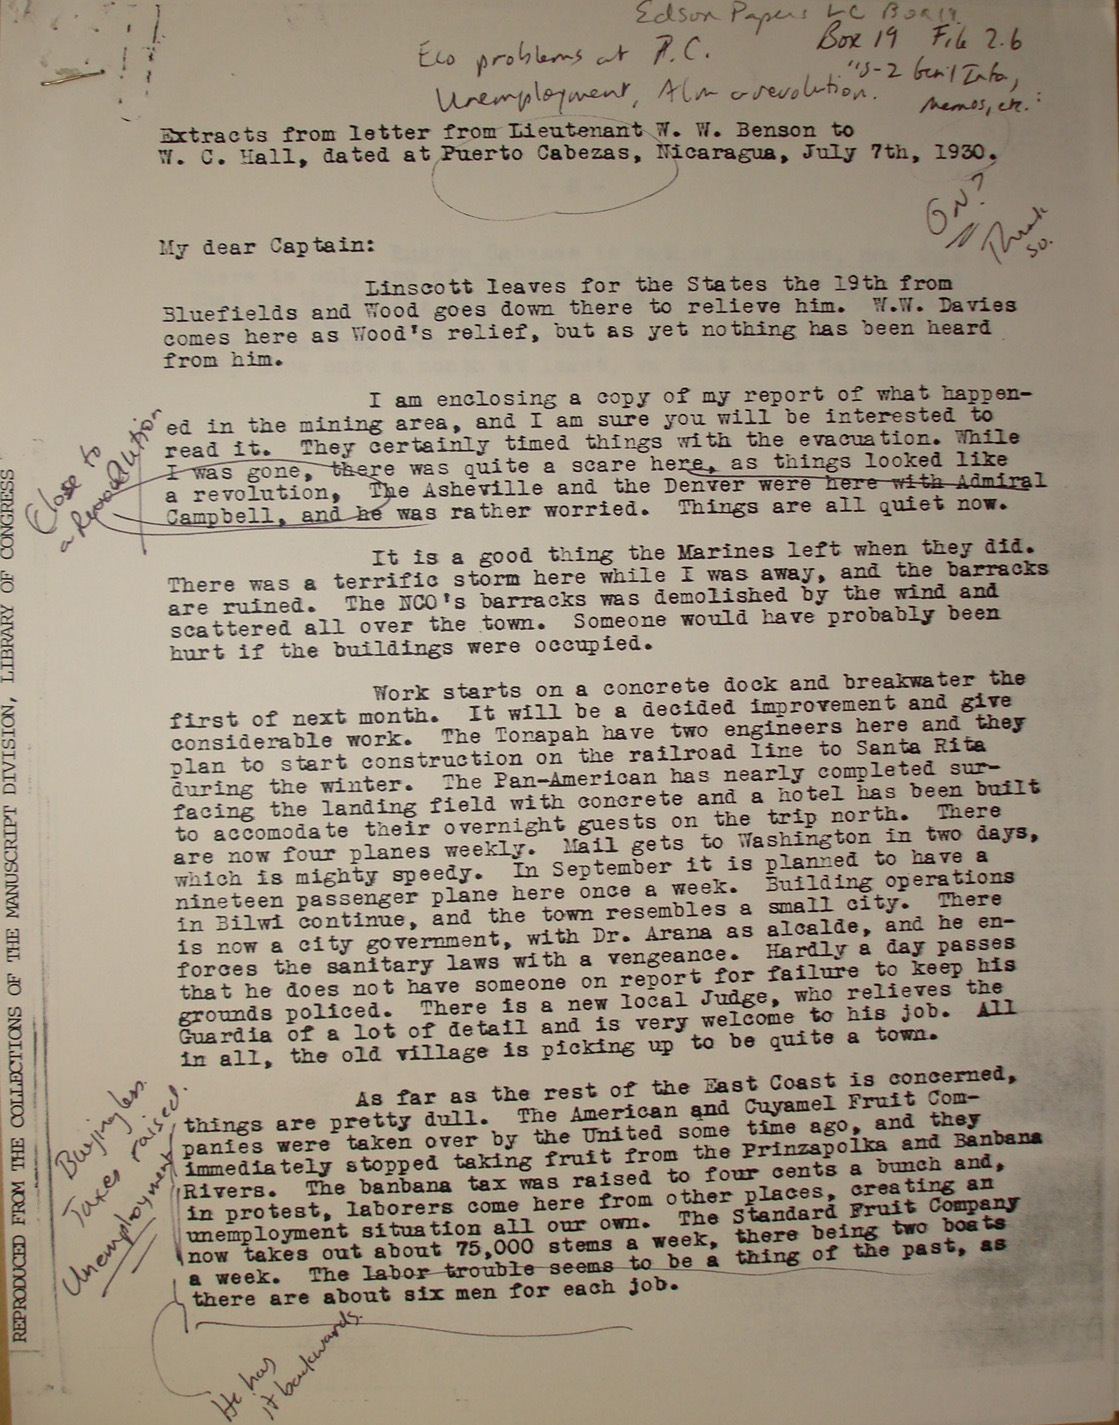 Edson Papers LC Box 19.
Box 19 File 2.6
"S-2 Gen'l Info,
memos, etc.:
Eco problems at P.C.
Unemployment, Alm a revolution.
Extracts from letter from Lieutenant W. W. Benson to
W. C. Hall, dated at Puerto Cabezas, Nicaragua, July 7th, 1930.
GN?
Think
so.
My dear Captain:
Linscott leaves for the States the 19th from
Bluefields and Wood goes down there to relieve him. W.W. Davies
comes here as Wood's relief, but as yet nothing has been heard
from him.
I am enclosing a copy of my report of what happen-
ed in the mining area, and I am sure you will be interested to
read it. They certainly timed things with the evacuation. While
I was gone, there was quite a scare here, as things looked like
a revolution, The Asheville and the Denver were here with Admiral
Campbell, and he was rather worried. Things are all quiet now.
Close to
a Revolution
It is a good thing the Marines left when they did.
There was a terrific storm here while I was away, and the barracks
are ruined. The NCO's barracks was demolished by the wind and
scattered all over the town. Someone would have probably been
hurt if the buildings were occupied.
Work starts on a concrete dock and breakwater the
first of next month. It will be a decided improvement and give
considerable work. The Tonapah have two engineers here and they
plan to start construction on the railroad line to Santa Rita
during the winter. The Pan-American has nearly completed sur-
facing the landing field with concrete and a hotel has been built
to accomodate their overnight guests on the trip north. There
are now four planes weekly. Mail gets to Washington in two days,
which is mighty speedy. In September it is planned to have a
nineteen passenger plane here once a week. Building operations
in Bilwi continue, and the town resembles a small city. There
is now a city government, with Dr. Arana as alcalde, and he en-
forces the sanitary laws with a vengeance. Hardly a day passes
that he does not have someone on report for failure to keep his
grounds policed. There is a new local Judge, who relieves the
Guardia of a lot of detail and is very welcome to his job. All
in all, the old village is picking up to be quite a town.
As far as the rest of the East Coast is concerned,
things are pretty dull. The American and Cuyamel Fruit Com-
panies were taken over by the United some time ago, and they
immediately stopped taking fruit from the Prinzapolka and Banbana
Rivers. The banbana tax was raised to four cents a bunch and,
in protest, laborers come here from other places, creating an
unemployment situation all our own. The Standard Fruit Company
now takes out about 75,000 stems a week, there being two boats
a week. The labor trouble seems to be a thing of the past, as
there are about six men for each job.
Buying less.
Taxes raised.
Unemployment
He has
it backwards.
REPRODUCED FROM THE COLLECTIONS OF THE MANUSCRIPT DIVISION, LIBRARY OF CONGRESS